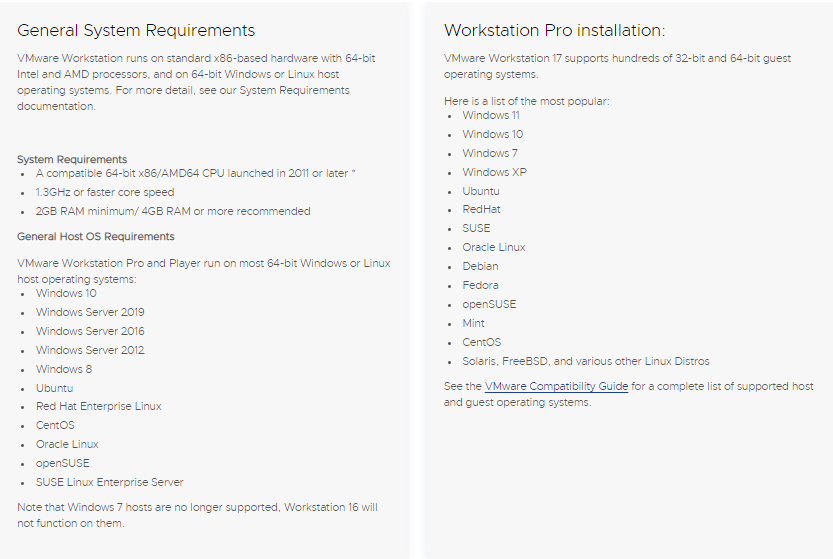 General System Requirements
VMware Workstation runs on standard x86-based hardware with 64-bit
Intel and AMD processors, and on 64-bit Windows or Linux host
operating systems. For more detail, see our System Requirements
documentation.
System Requirements
• A compatible 64-bit x86/AMD64 CPU launched in 2011 or later *
• 1.3GHz or faster core speed
• 2GB RAM minimum/ 4GB RAM or more recommended
General Host OS Requirements
VMware Workstation Pro and Player run on most 64-bit Windows or Linux
host operating systems:
• Windows 10
• Windows Server 2019
• Windows Server 2016
• Windows Server 2012
• Windows 8
• Ubuntu
• Red Hat Enterprise Linux
• CentOS
• Oracle Linux
• openSUSE
• SUSE Linux Enterprise Server
Note that Windows 7 hosts are no longer supported, Workstation 16 will
not function on them.
Workstation Pro installation:
VMware Workstation 17 supports hundreds of 32-bit and 64-bit guest
operating systems.
Here is a list of the most popular:
• Windows 11
• Windows 10
• Windows 7
• Windows XP
• Ubuntu
• RedHat
• SUSE
• Oracle Linux
• Debian
• Fedora
• openSUSE
• Mint
• CentOS
• Solaris, FreeBSD, and various other Linux Distros
See the VMware Compatibility Guide for a complete list of supported host
and guest operating systems.